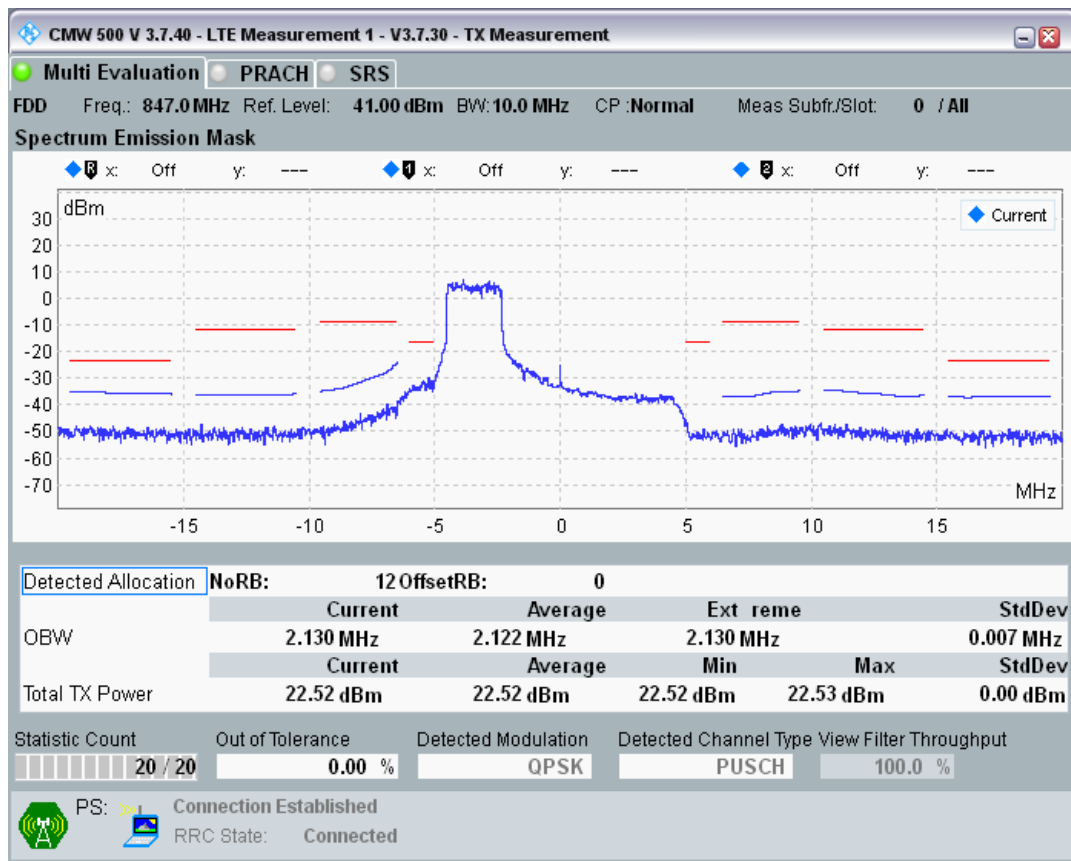 CMW 500 V 3.7.40 - LTE Measurement 1 - V3.7.30 - TX Measurement
Multi Evaluation PRACH SRS
FDD Freq.: 847.0 MHz Ref. Level: 41.00 dBm BW: 10.0 MHz CP :Normal Meas Subfr./Slot: 0 / All
Spectrum Emission Mask
R x: Off y: --- 1 x: Off y: --- 2 x: Off y: ---
dBm
Current
30
20
10
0
-10
-20
-30
-40
-50
-60
-70
MHz
-15 -10 -5 0 5 10 15
Detected Allocation NoRB: 12 OffsetRB: 0
Current Average Ext reme StdDev
OBW 2.130 MHz 2.122 MHz 2.130 MHz 0.007 MHz
Current Average Min Max StdDev
Total TX Power 22.52 dBm 22.52 dBm 22.52 dBm 22.53 dBm 0.00 dBm
Statistic Count Out of Tolerance Detected Modulation Detected Channel Type View Filter Throughput
20 / 20 0.00 % QPSK PUSCH 100.0 %
PS: Connection Established
RRC State: Connected